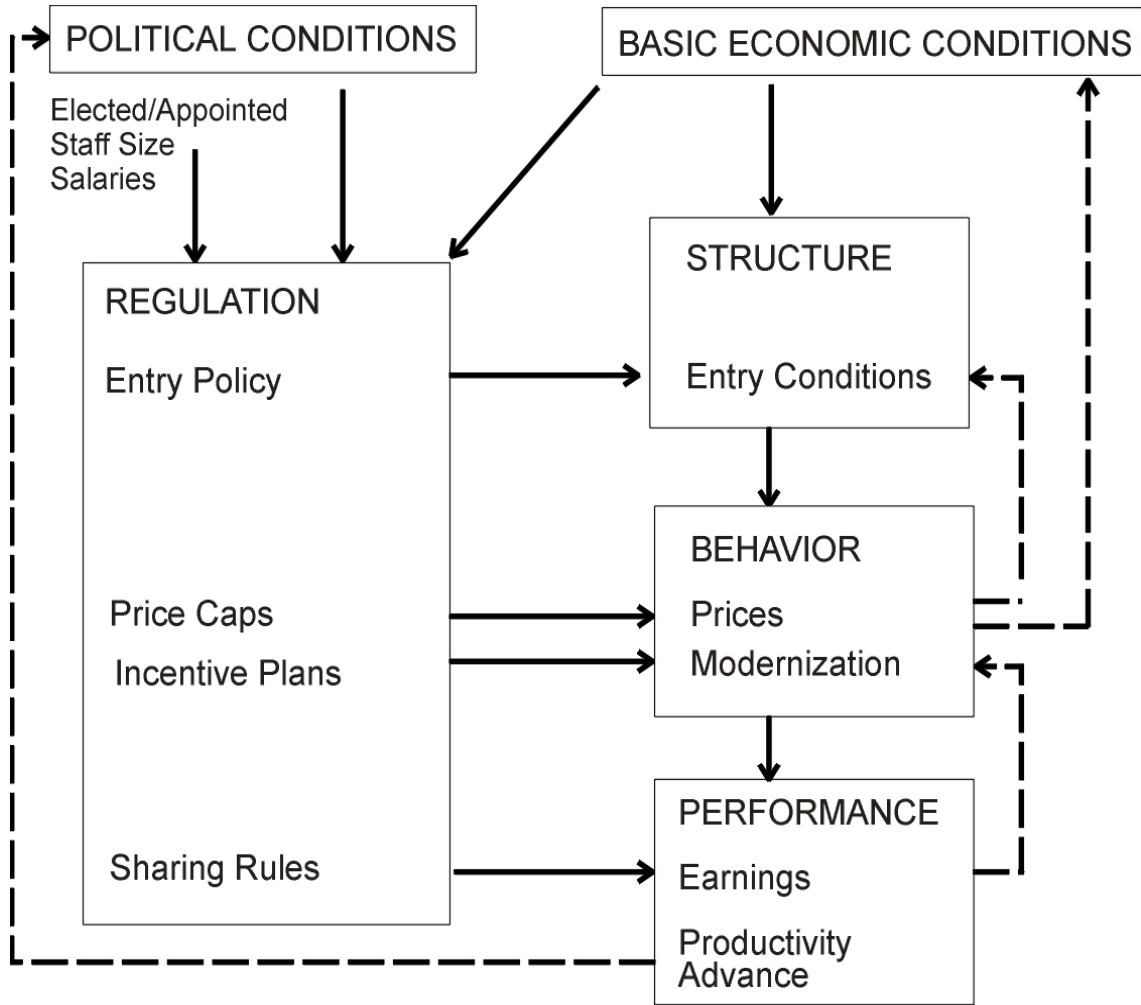 POLITICAL CONDITIONS
BASIC ECONOMIC CONDITIONS
Elected/Appointed
Staff Size
Salaries
REGULATION
Entry Policy
Price Caps
Incentive Plans
Sharing Rules
STRUCTURE
Entry Conditions
BEHAVIOR
Prices
Modernization
PERFORMANCE
Earnings
Productivity
Advance